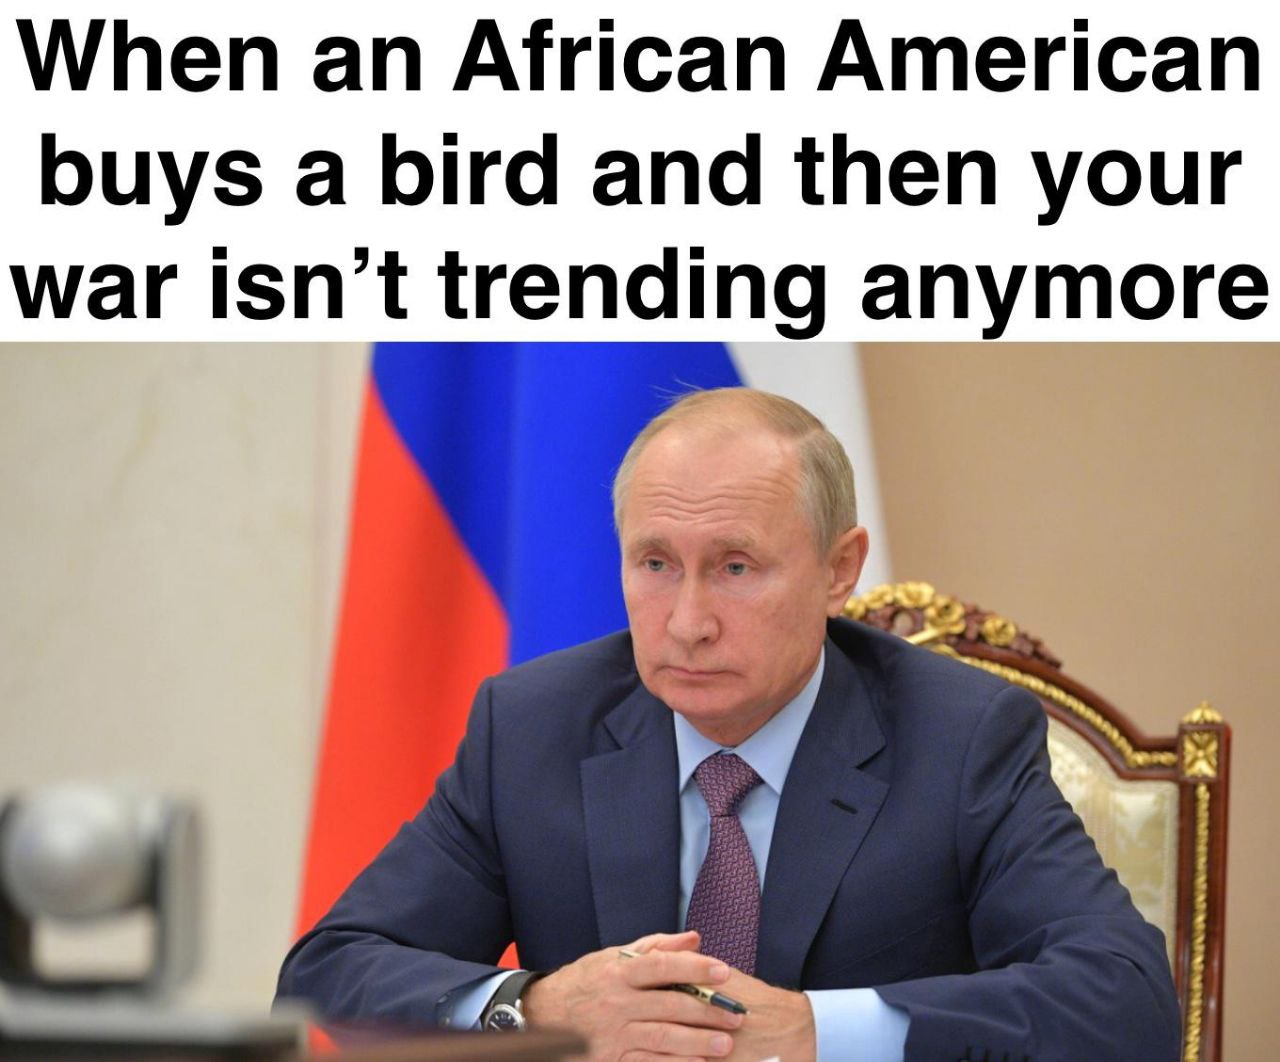 When an African American
buys a bird and then your
war isn’t trending anymore